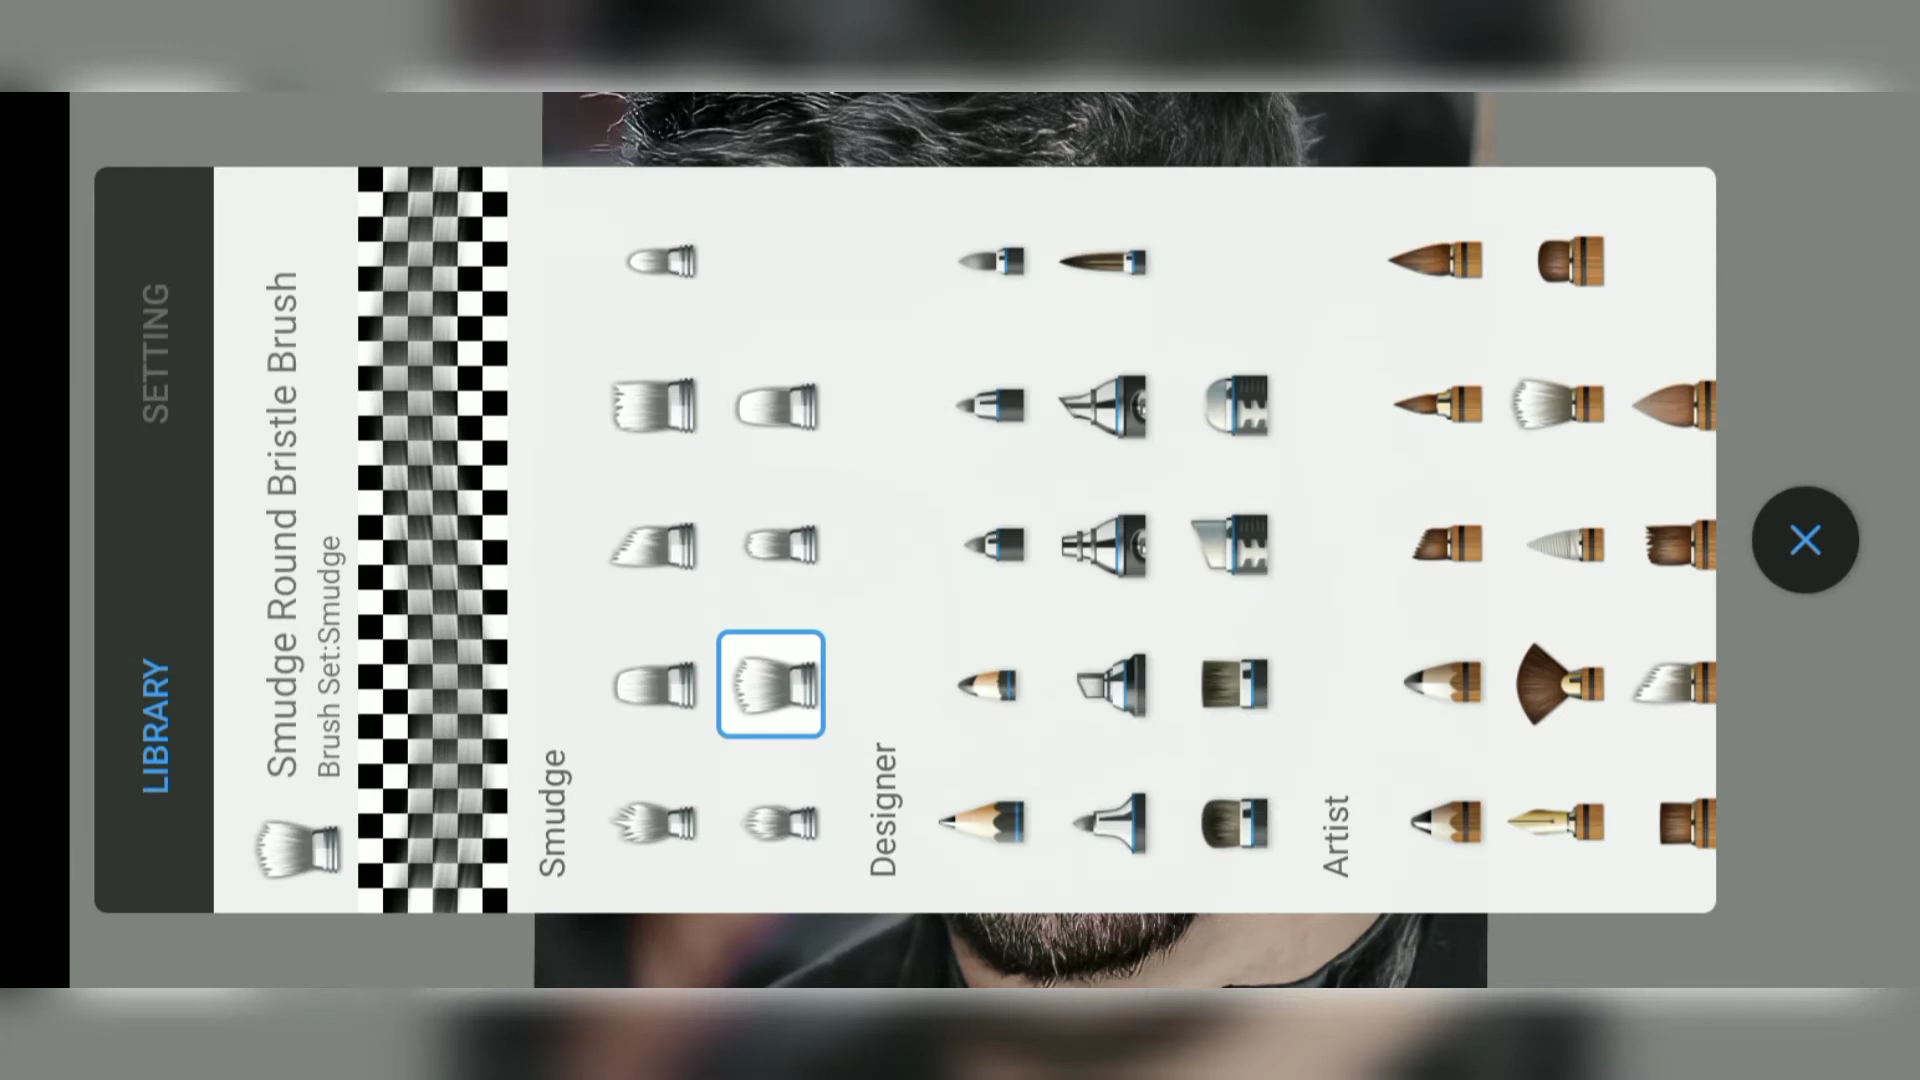 LIBRARY
SETTING
Smudge Round Bristle Brush
Brush Set:Smudge
Smudge
Designer
Artist